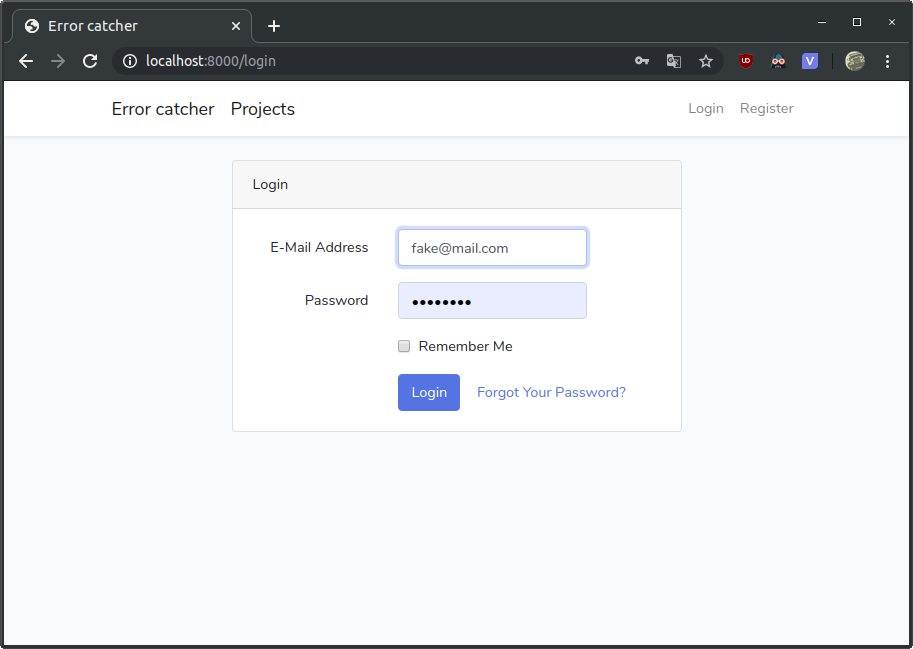 Error catcher
localhost:8000/login
Error catcher Projects Login Register
Login
E-Mail Address fake@mail.com
Password ••••••••
Remember Me
Login Forgot Your Password?